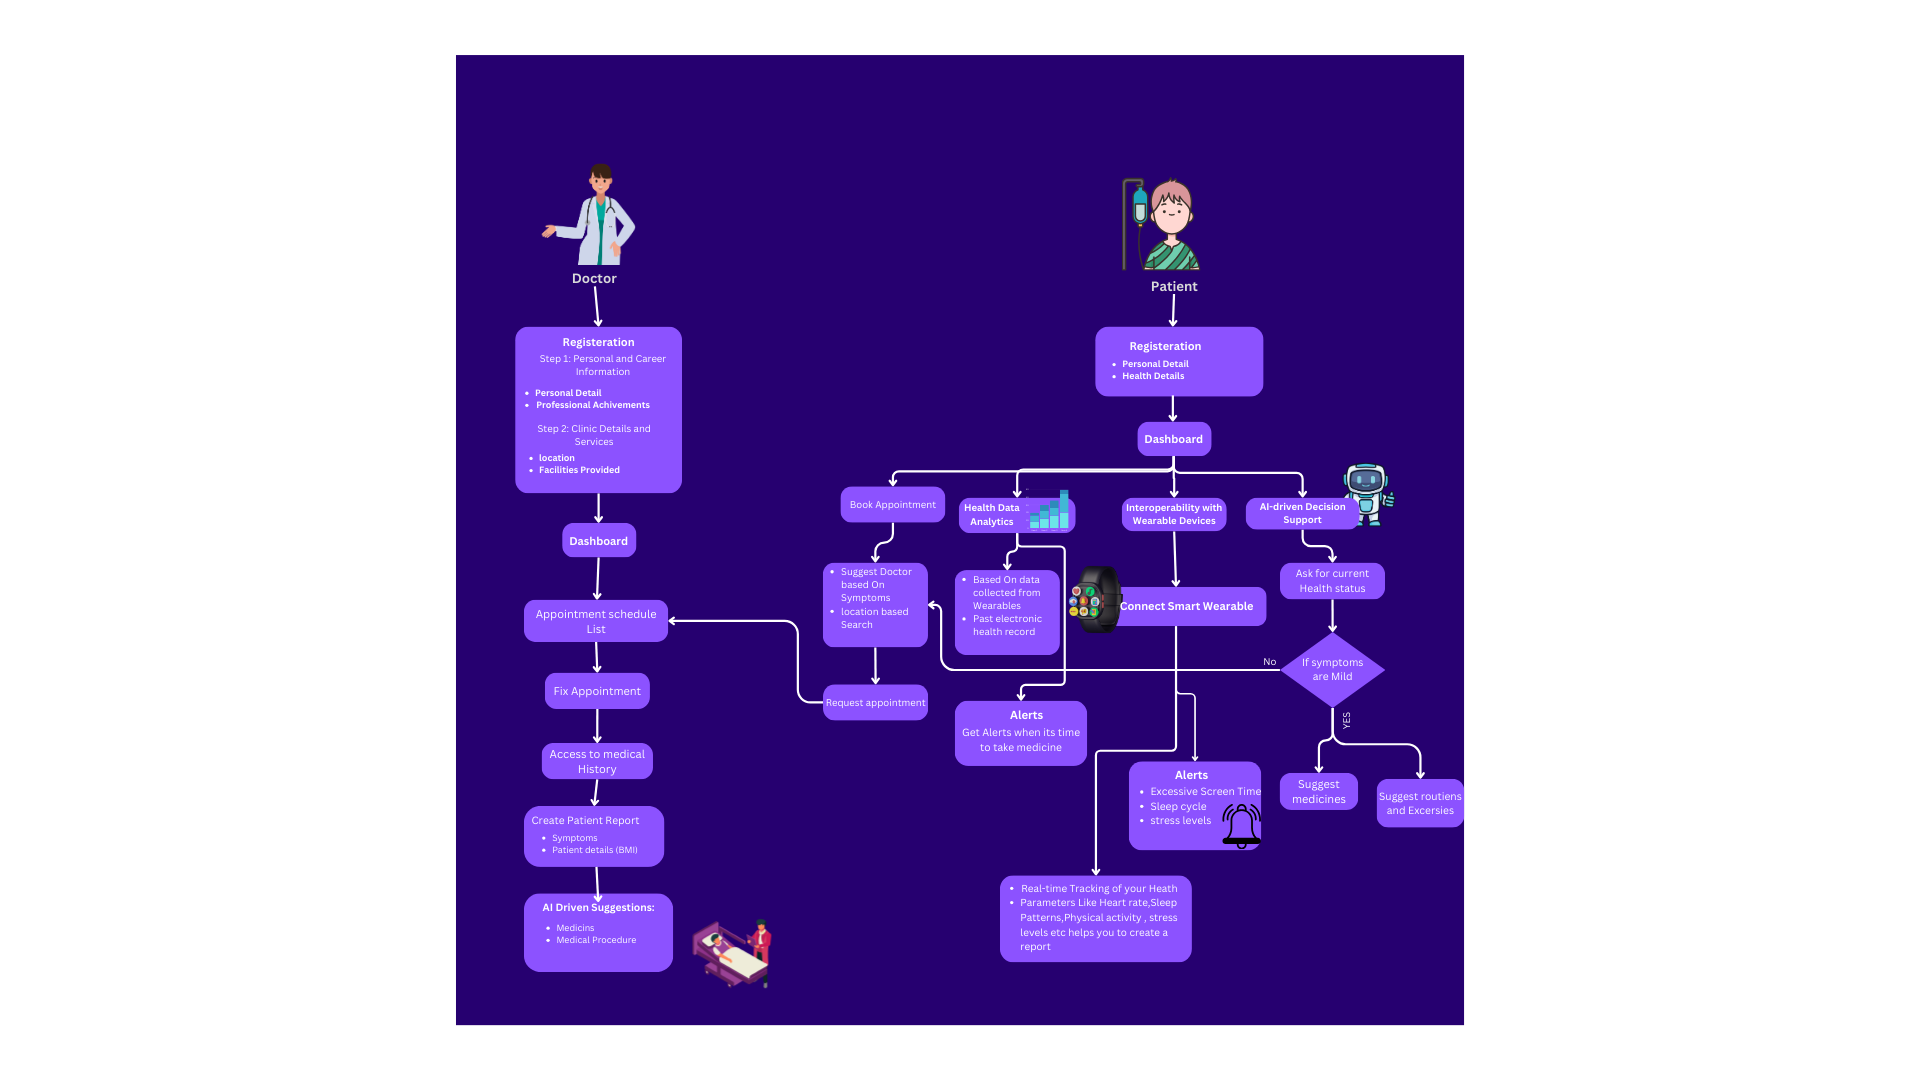 Doctor
Registeration
Step 1: Personal and Career
Information
Personal Detail
Professional Achivements
Step 2: Clinic Details and
Services
location
Facilities Provided
Dashboard
Appointment schedule
List
Fix Appointment
Access to medical
History
Create Patient Report
Symptoms
Patient details (BMI)
AI Driven Suggestions:
Medicins
Medical Procedure
Patient
Registeration
Personal Detail
Health Details
Dashboard
Book Appointment
Suggest Doctor
based On
Symptoms
location based
Search
Request appointment
Health Data
Analytics
Based On data
collected from
Wearables
Past electronic
health record
Alerts
Get Alerts when its time
to take medicine
Interoperability with
Wearable Devices
Connect Smart Wearable
Alerts
Excessive Screen Time
Sleep cycle
stress levels
Real-time Tracking of your Heath
Parameters Like Heart rate,Sleep
Patterns,Physical activity , stress
levels etc helps you to create a
report
AI-driven Decision
Support
Ask for current
Health status
If symptoms
are Mild
No
YES
Suggest
medicines
Suggest routiens
and Excersies